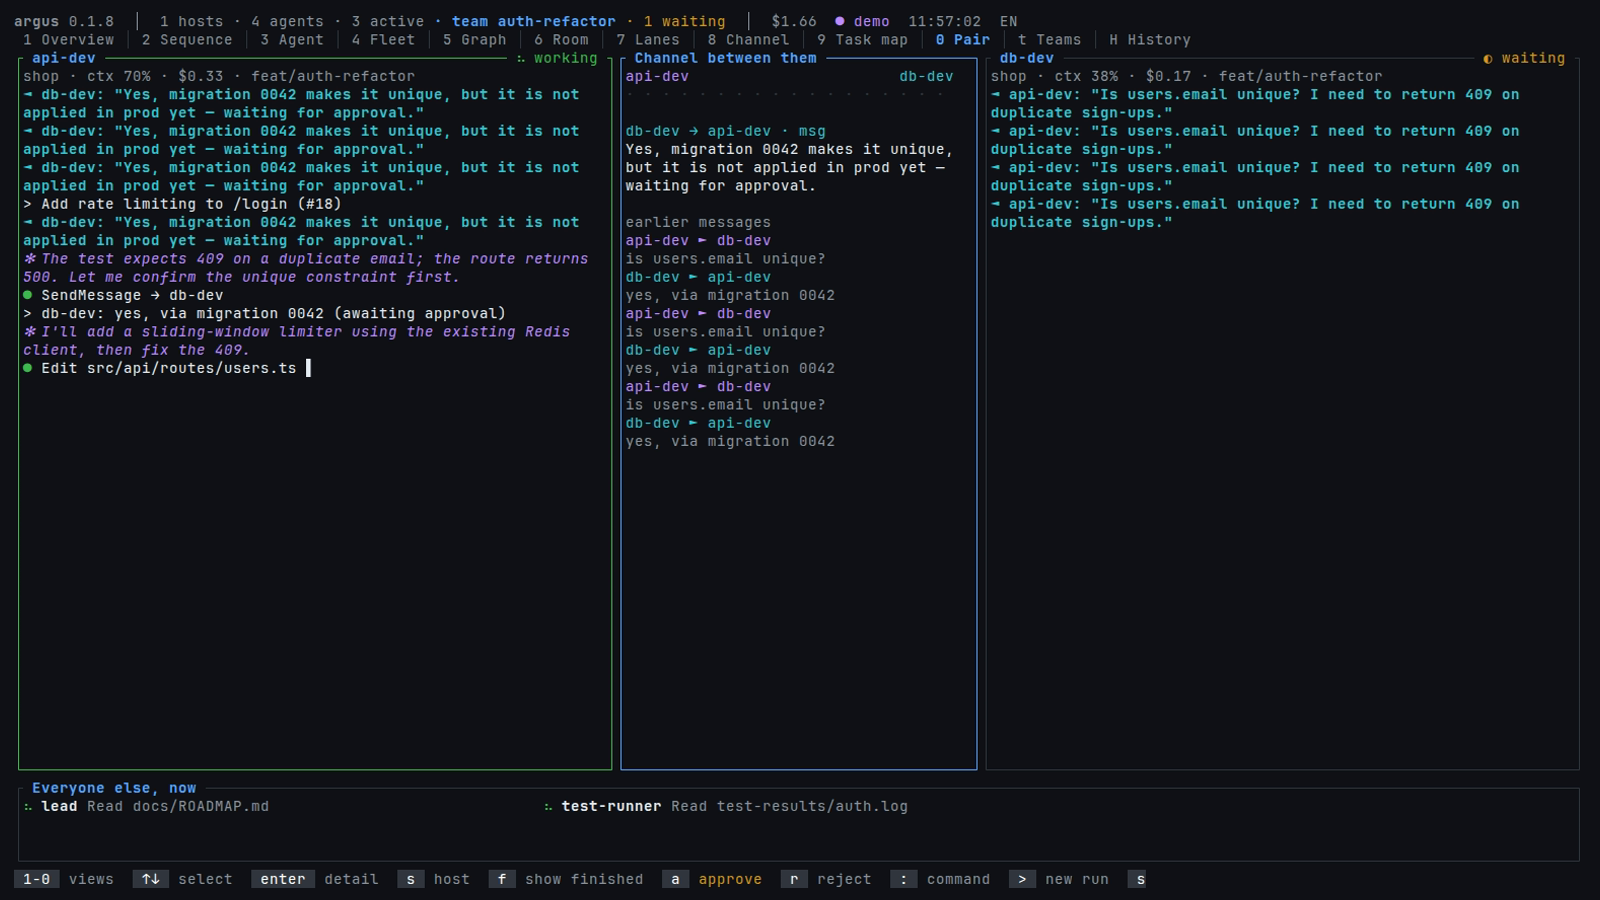 argus 0.1.8 │ 1 hosts · 4 agents · 3 active · team auth-refactor · 1 waiting │ $1.66 ● demo 11:57:02 EN
1 Overview │ 2 Sequence │ 3 Agent │ 4 Fleet │ 5 Graph │ 6 Room │ 7 Lanes │ 8 Channel │ 9 Task map │ 0 Pair │ t Teams │ H History
api-dev working
shop · ctx 70% · $0.33 · feat/auth-refactor
◄ db-dev: "Yes, migration 0042 makes it unique, but it is not
applied in prod yet — waiting for approval."
◄ db-dev: "Yes, migration 0042 makes it unique, but it is not
applied in prod yet — waiting for approval."
◄ db-dev: "Yes, migration 0042 makes it unique, but it is not
applied in prod yet — waiting for approval."
> Add rate limiting to /login (#18)
◄ db-dev: "Yes, migration 0042 makes it unique, but it is not
applied in prod yet — waiting for approval."
✻ The test expects 409 on a duplicate email; the route returns
500. Let me confirm the unique constraint first.
● SendMessage → db-dev
> db-dev: yes, via migration 0042 (awaiting approval)
✻ I'll add a sliding-window limiter using the existing Redis
client, then fix the 409.
● Edit src/api/routes/users.ts
Channel between them
api-dev db-dev
db-dev → api-dev · msg
Yes, migration 0042 makes it unique,
but it is not applied in prod yet —
waiting for approval.
earlier messages
api-dev ► db-dev
is users.email unique?
db-dev ► api-dev
yes, via migration 0042
api-dev ► db-dev
is users.email unique?
db-dev ► api-dev
yes, via migration 0042
api-dev ► db-dev
is users.email unique?
db-dev ► api-dev
yes, via migration 0042
db-dev ◐ waiting
shop · ctx 38% · $0.17 · feat/auth-refactor
◄ api-dev: "Is users.email unique? I need to return 409 on
duplicate sign-ups."
◄ api-dev: "Is users.email unique? I need to return 409 on
duplicate sign-ups."
◄ api-dev: "Is users.email unique? I need to return 409 on
duplicate sign-ups."
◄ api-dev: "Is users.email unique? I need to return 409 on
duplicate sign-ups."
Everyone else, now
lead Read docs/ROADMAP.md test-runner Read test-results/auth.log
1-0 views ↑↓ select enter detail s host f show finished a approve r reject : command > new run s